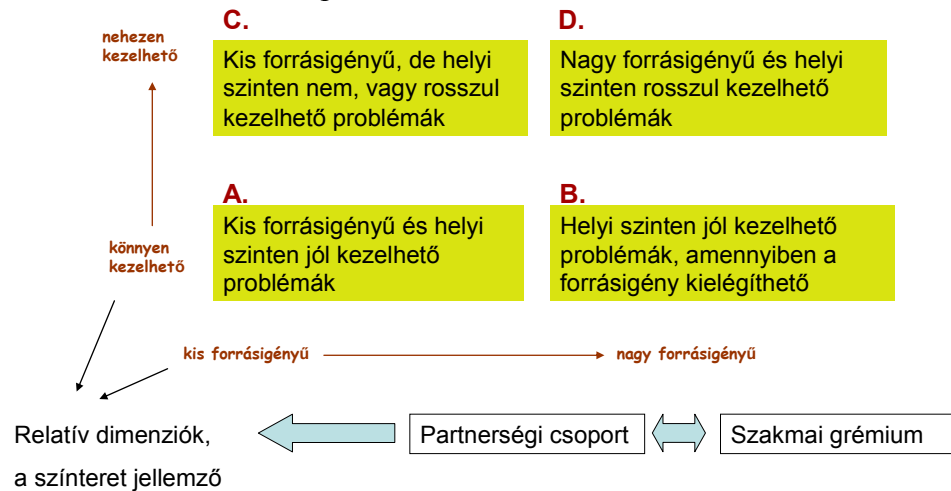 C.
D.
nehezen
kezelhető
Kis forrásigényű, de helyi
szinten nem, vagy rosszul
kezelhető problémák
Nagy forrásigényű és helyi
szinten rosszul kezelhető
problémák
A.
B.
könnyen
kezelhető
Kis forrásigényű és helyi
szinten jól kezelhető
problémák
Helyi szinten jól kezelhető
problémák, amennyiben a
forrásigény kielégíthető
kis forrásigényű
nagy forrásigényű
Relatív dimenziók,
a színteret jellemző
Partnerségi csoport
Szakmai grémium